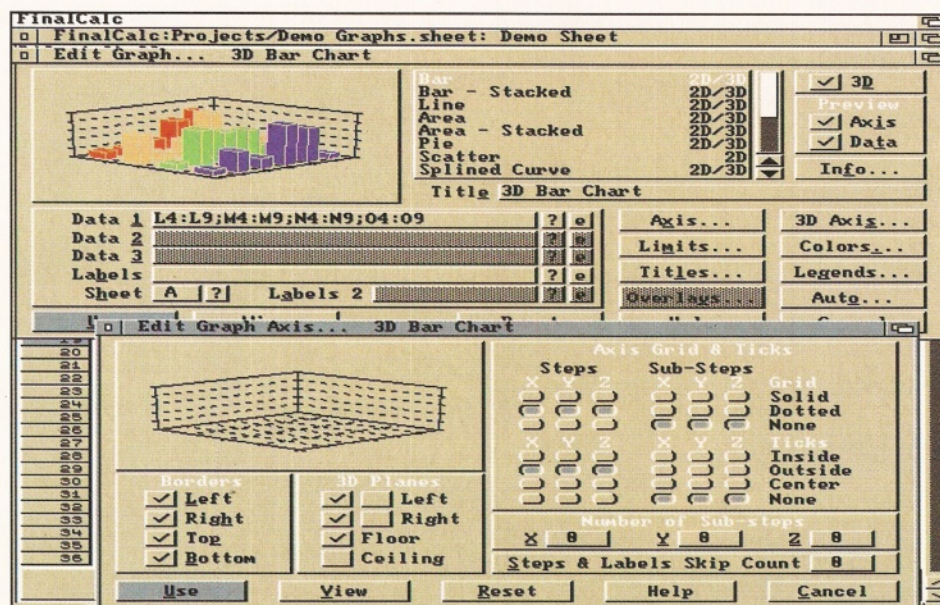 FinalCalc
FinalCalc:Projects/Demo Graphs.sheet: Demo Sheet
Edit Graph... 3D Bar Chart
Bar 2D/3D
Bar - Stacked 2D/3D
Line 2D/3D
Area 2D/3D
Area - Stacked 2D/3D
Pie 2D/3D
Scatter 2D
Splined Curve 2D/3D
Title 3D Bar Chart
3D
Preview
Axis
Data
Info...
Data 1 L4:L9;M4:M9;N4:N9;O4:O9 ? e
Data 2 ? e
Data 3 ? e
Labels ? e
Sheet A ? Labels 2 ? e
Axis... 3D Axis...
Limits... Colors...
Titles... Legends...
Overlays... Auto...
Edit Graph Axis... 3D Bar Chart
20
21
22
23
24
25
26
27
28
29
30
31
32
33
34
35
36
Axis Grid & Ticks
Steps Sub-Steps
X Y Z X Y Z Grid
Solid
Dotted
None
X Y Z X Y Z Ticks
Inside
Outside
Center
None
Borders
Left
Right
Top
Bottom
3D Planes
Left
Right
Floor
Ceiling
Number of Sub-steps
X 0 Y 0 Z 0
Steps & Labels Skip Count 0
Use View Reset Help Cancel